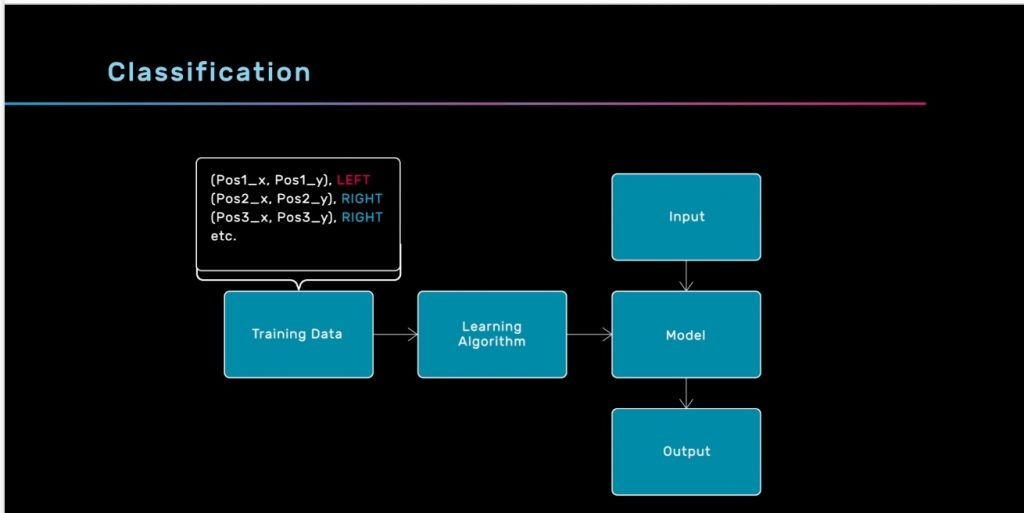 Classification
(Pos1_x, Pos1_y), LEFT
(Pos2_x, Pos2_y), RIGHT
(Pos3_x, Pos3_y), RIGHT
etc.
Input
Training Data
Learning
Algorithm
Model
Output